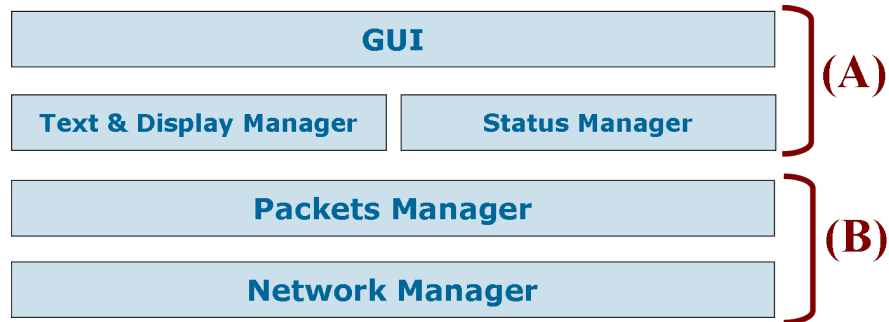 GUI
(A)
Text & Display Manager
Status Manager
Packets Manager
(B)
Network Manager